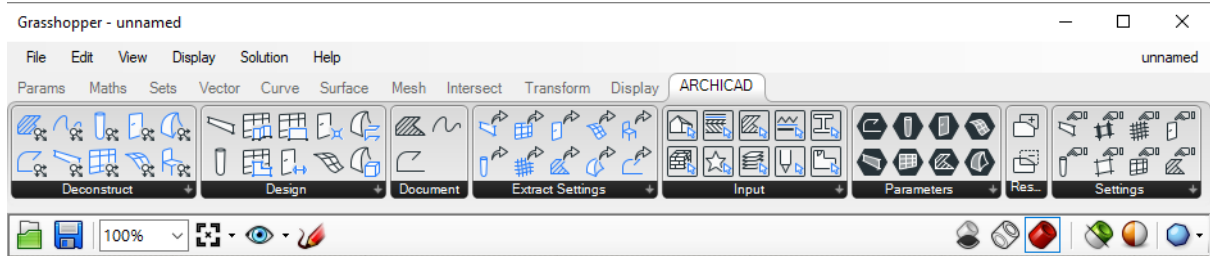 Grasshopper - unnamed
File Edit View Display Solution Help unnamed
Params Maths Sets Vector Curve Surface Mesh Intersect Transform Display ARCHICAD
Deconstruct Design Document Extract Settings Input Parameters Res... Settings
100%